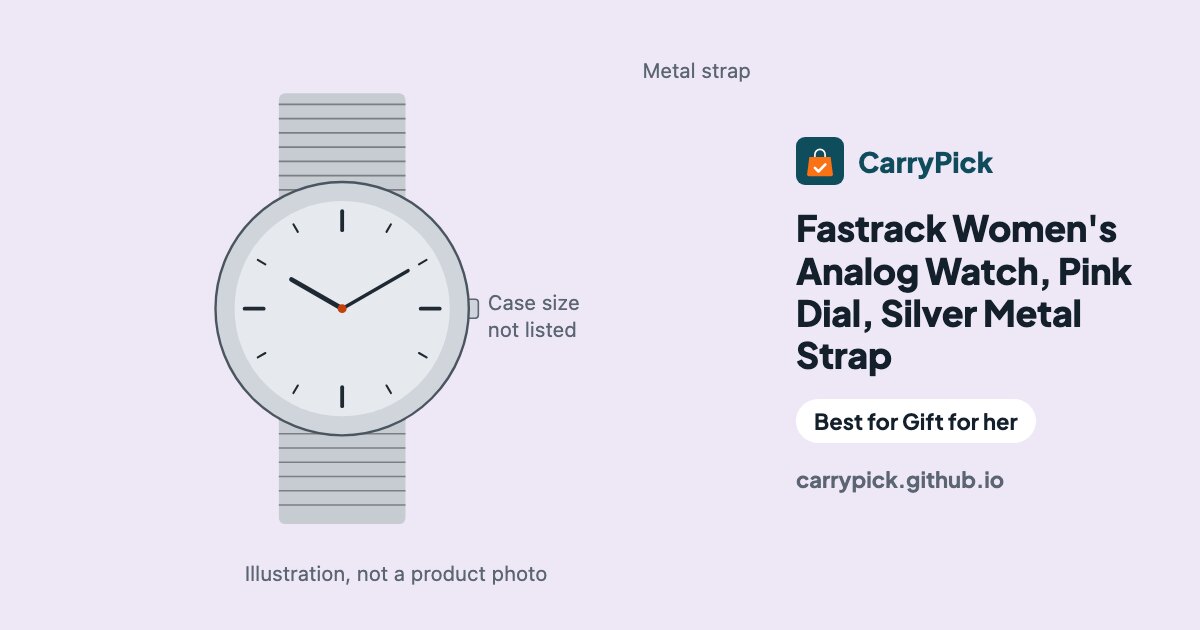 Metal strap
CarryPick
Fastrack Women's
Analog Watch, Pink
Dial, Silver Metal
Strap
Case size
not listed
Best for Gift for her
carrypick.github.io
Illustration, not a product photo